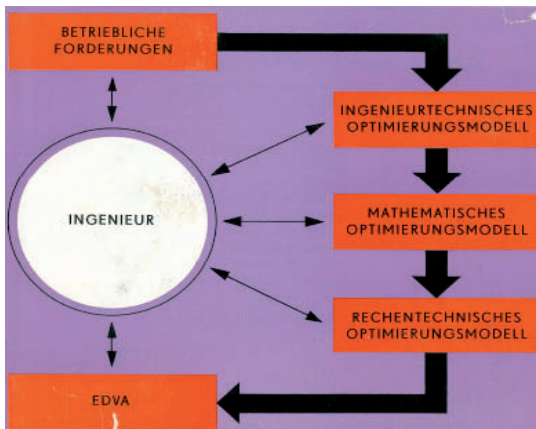 BETRIEBLICHE
FORDERUNGEN
INGENIEURTECHNISCHES
OPTIMIERUNGSMODELL
INGENIEUR
MATHEMATISCHES
OPTIMIERUNGSMODELL
RECHENTECHNISCHES
OPTIMIERUNGSMODELL
EDVA